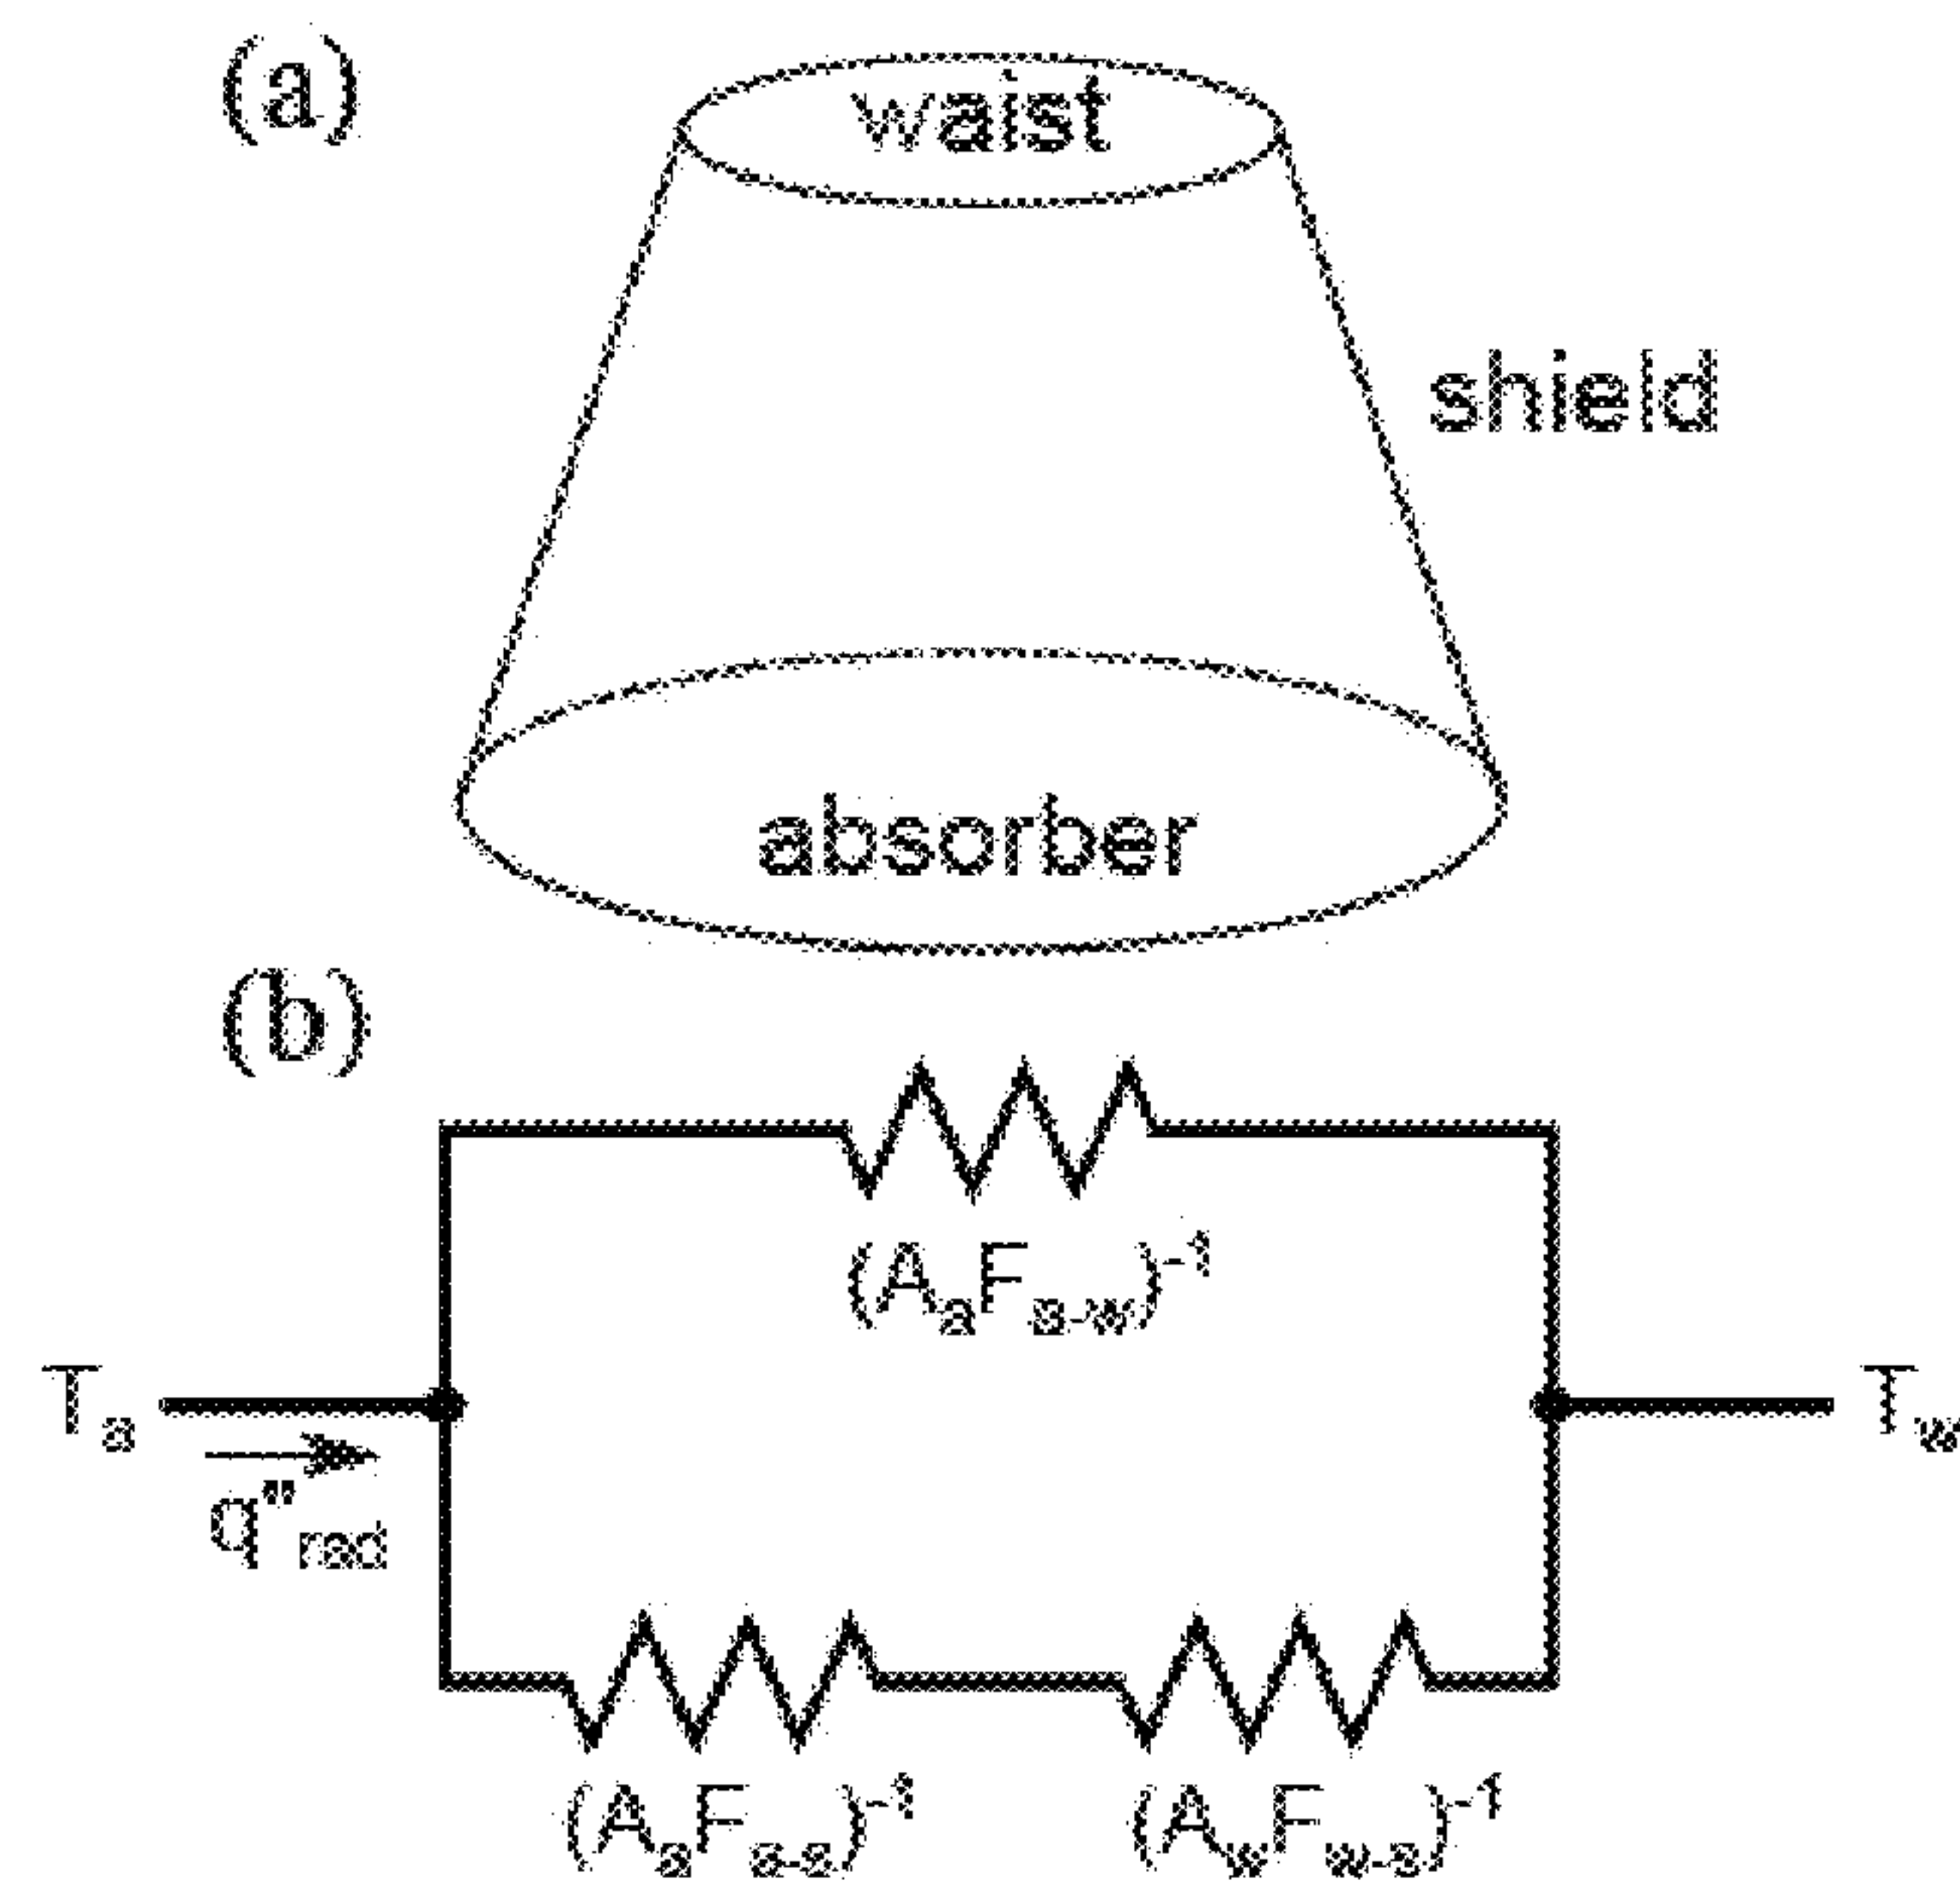 (a)
waist
shield
absorber
(b)
(AₐFₐ₋w)⁻¹
Tₐ
Tw
q"rad
(AₐFₐ₋ₛ)⁻¹
(AwFw₋ₛ)⁻¹